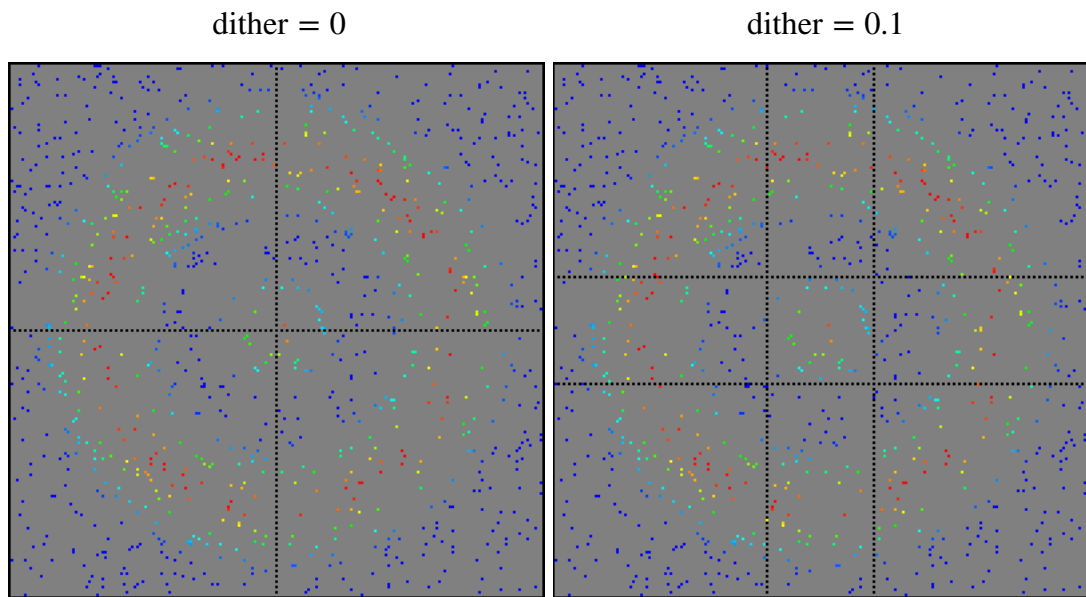 dither = 0
dither = 0.1